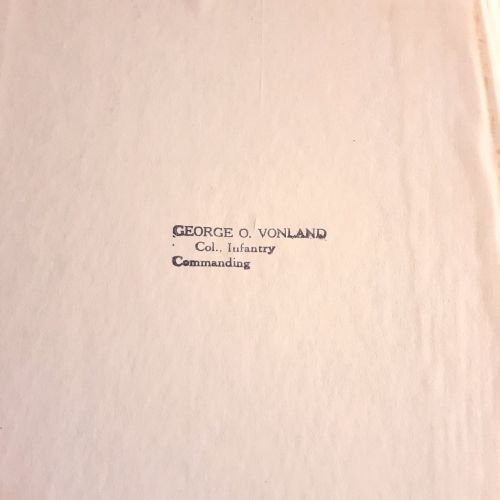 GEORGE O. VONLAND
Col., Infantry
Commanding